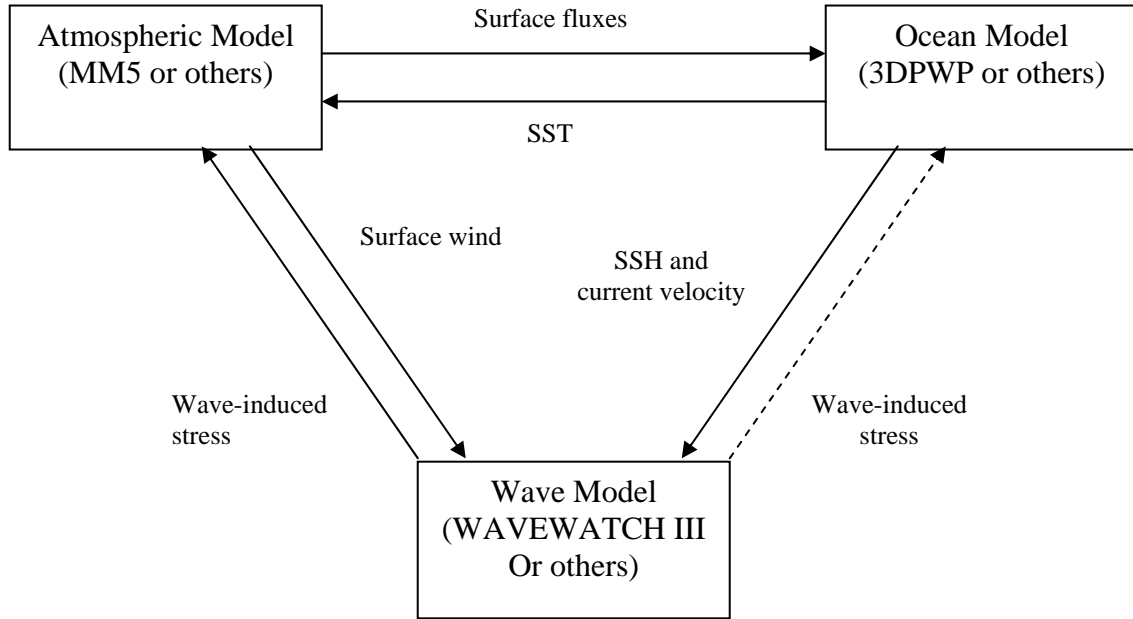 Surface fluxes
Atmospheric Model
(MM5 or others)
Ocean Model
(3DPWP or others)
SST
Surface wind
SSH and
current velocity
Wave-induced
stress
Wave-induced
stress
Wave Model
(WAVEWATCH III
Or others)